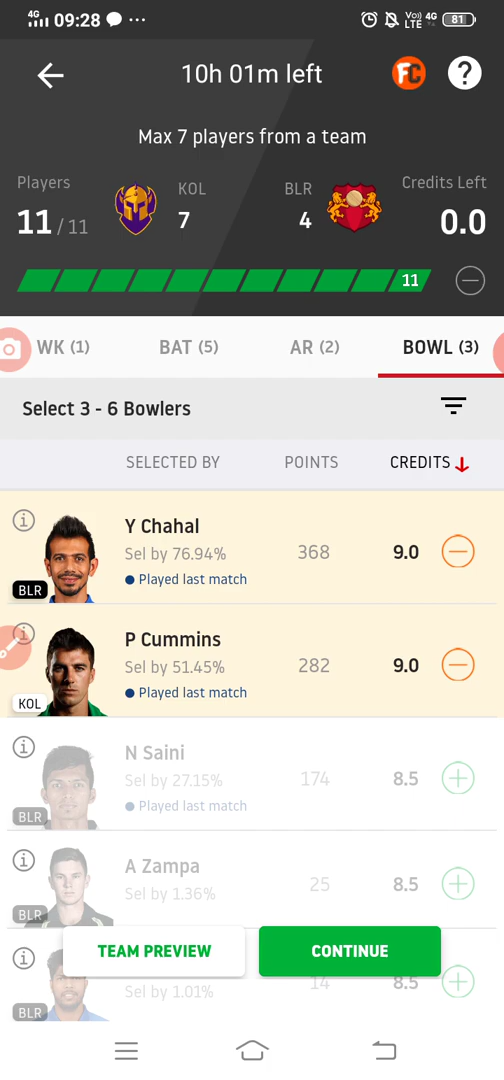 4G 09:28 ... Vo)) LTE 4G 81
10h 01m left FC ?
Max 7 players from a team
Players KOL BLR Credits Left
11 / 11 7 4 0.0
11
WK (1) BAT (5) AR (2) BOWL (3)
Select 3 - 6 Bowlers
SELECTED BY POINTS CREDITS
Y Chahal
Sel by 76.94% 368 9.0
Played last match
BLR
P Cummins
Sel by 51.45% 282 9.0
Played last match
KOL
N Saini
Sel by 27.15% 174 8.5
Played last match
BLR
A Zampa
Sel by 1.36% 25 8.5
BLR
TEAM PREVIEW CONTINUE
Sel by 1.01% 14 8.5
BLR